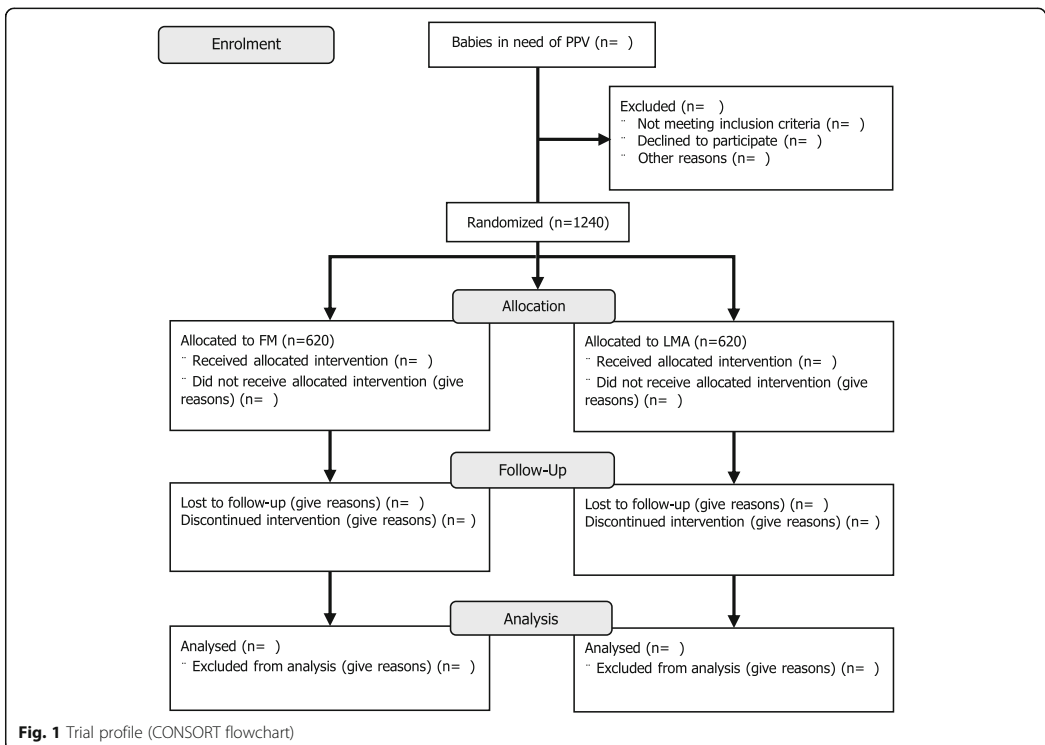 Enrolment
Babies in need of PPV (n= )
Excluded (n= )
¨ Not meeting inclusion criteria (n= )
¨ Declined to participate (n= )
¨ Other reasons (n= )
Randomized (n=1240)
Allocation
Allocated to FM (n=620)
¨ Received allocated intervention (n= )
¨ Did not receive allocated intervention (give
reasons) (n= )
Allocated to LMA (n=620)
¨ Received allocated intervention (n= )
¨ Did not receive allocated intervention (give
reasons) (n= )
Follow-Up
Lost to follow-up (give reasons) (n= )
Discontinued intervention (give reasons) (n= )
Lost to follow-up (give reasons) (n= )
Discontinued intervention (give reasons) (n= )
Analysis
Analysed (n= )
¨ Excluded from analysis (give reasons) (n= )
Analysed (n= )
¨ Excluded from analysis (give reasons) (n= )
Fig. 1 Trial profile (CONSORT flowchart)